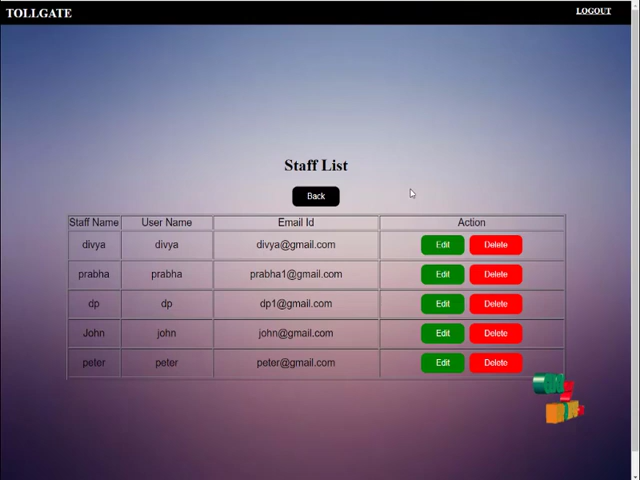 TOLLGATE LOGOUT
Staff List
Back
Staff Name User Name Email Id Action
divya divya divya@gmail.com Edit Delete
prabha prabha prabha1@gmail.com Edit Delete
dp dp dp1@gmail.com Edit Delete
John john john@gmail.com Edit Delete
peter peter peter@gmail.com Edit Delete